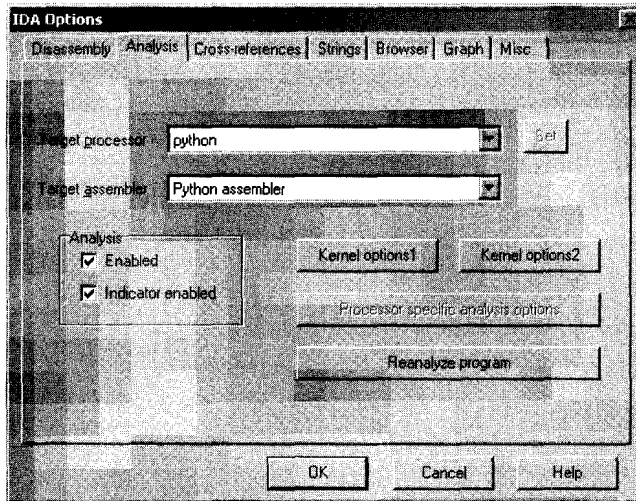 IDA Options
Disassembly Analysis Cross-references Strings Browser Graph Misc
Target processor python Set
Target assembler Python assembler
Analysis
Enabled
Indicator enabled
Kernel options1 Kernel options2
Processor specific analysis options
Reanalyze program
OK Cancel Help